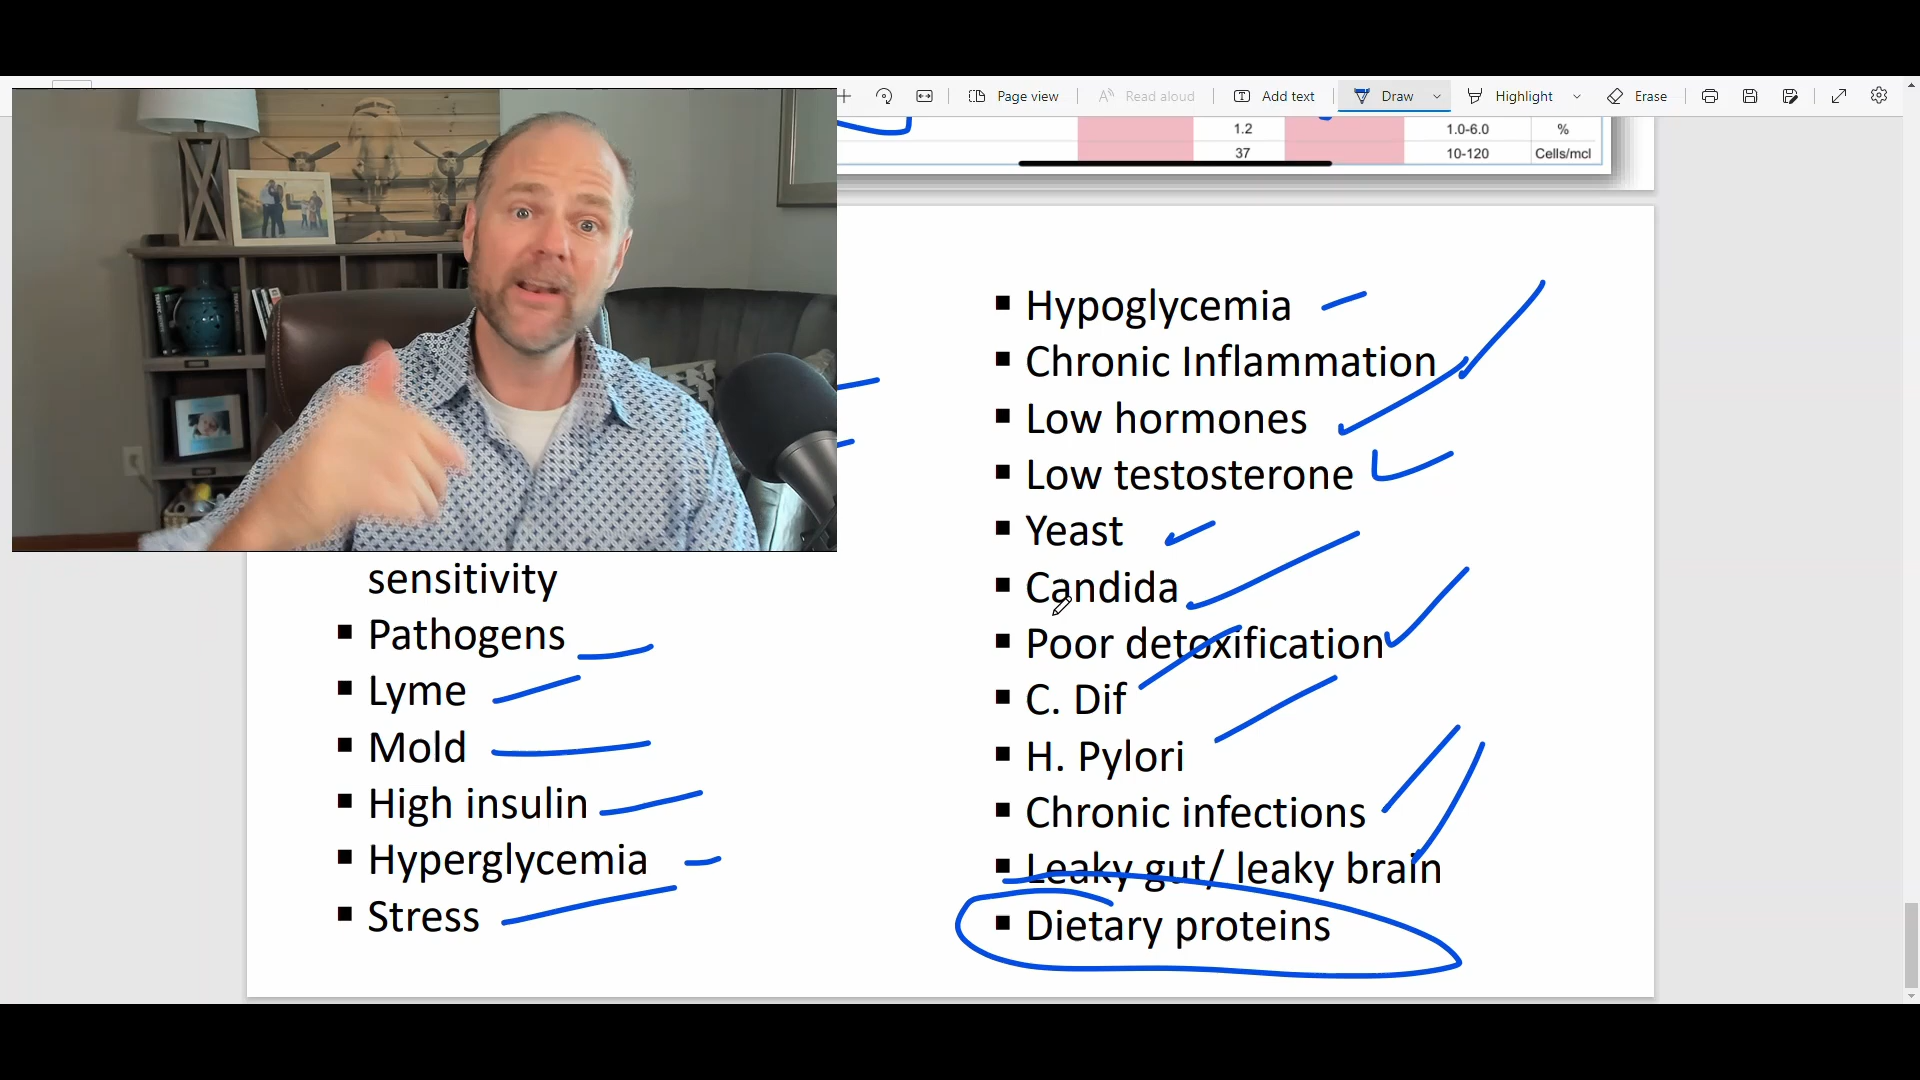 Page view
Read aloud
Add text
Draw
Highlight
Erase
1.2 1.0-6.0 %
37 10-120 Cells/mcl
sensitivity
Pathogens
Lyme
Mold
High insulin
Hyperglycemia
Stress
Hypoglycemia
Chronic Inflammation
Low hormones
Low testosterone
Yeast
Candida
Poor detoxification
C. Dif
H. Pylori
Chronic infections
Leaky gut/ leaky brain
Dietary proteins